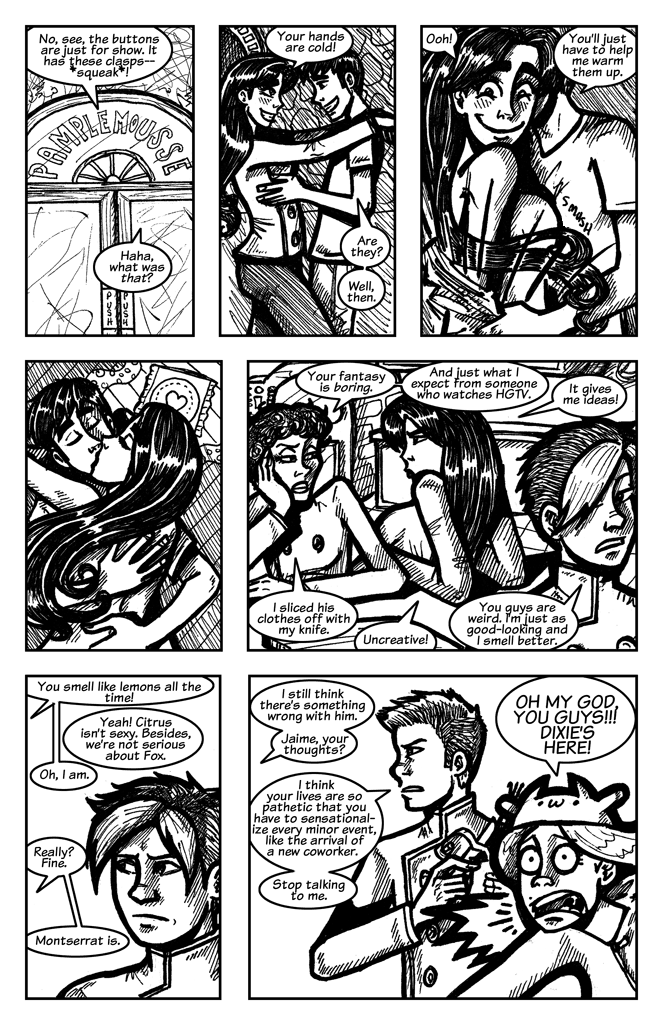 No, see, the buttons
are just for show. It
has these clasps--
*squeak*!
PAMPLEMOUSSE
Haha,
what was
that?
PUSH
PUSH
Your hands
are cold!
Are
they?
Well,
then.
Ooh!
You'll just
have to help
me warm
them up.
SMASH
Your fantasy
is boring.
And just what I
expect from someone
who watches HGTV.
It gives
me ideas!
I sliced his
clothes off with
my knife.
Uncreative!
You guys are
weird. I'm just as
good-looking and
I smell better.
You smell like lemons all the
time!
Yeah! Citrus
isn't sexy. Besides,
we're not serious
about Fox.
Oh, I am.
Really?
Fine.
Montserrat is.
I still think
there's something
wrong with him.
Jaime, your
thoughts?
I think
your lives are so
pathetic that you
have to sensational-
ize every minor event,
like the arrival of
a new coworker.
Stop talking
to me.
OH MY GOD,
YOU GUYS!!!
DIXIE'S
HERE!